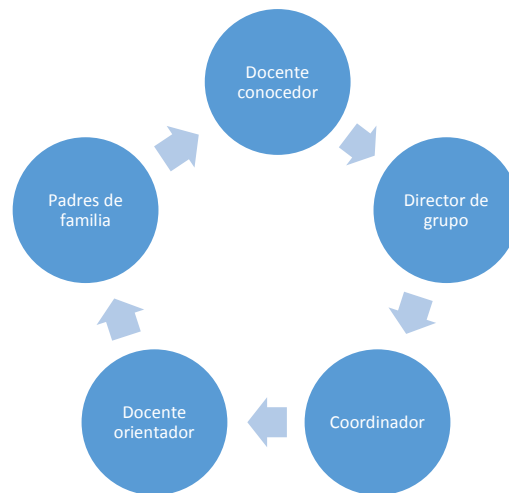 Docente
conocedor
Director de
grupo
Coordinador
Docente
orientador
Padres de
familia